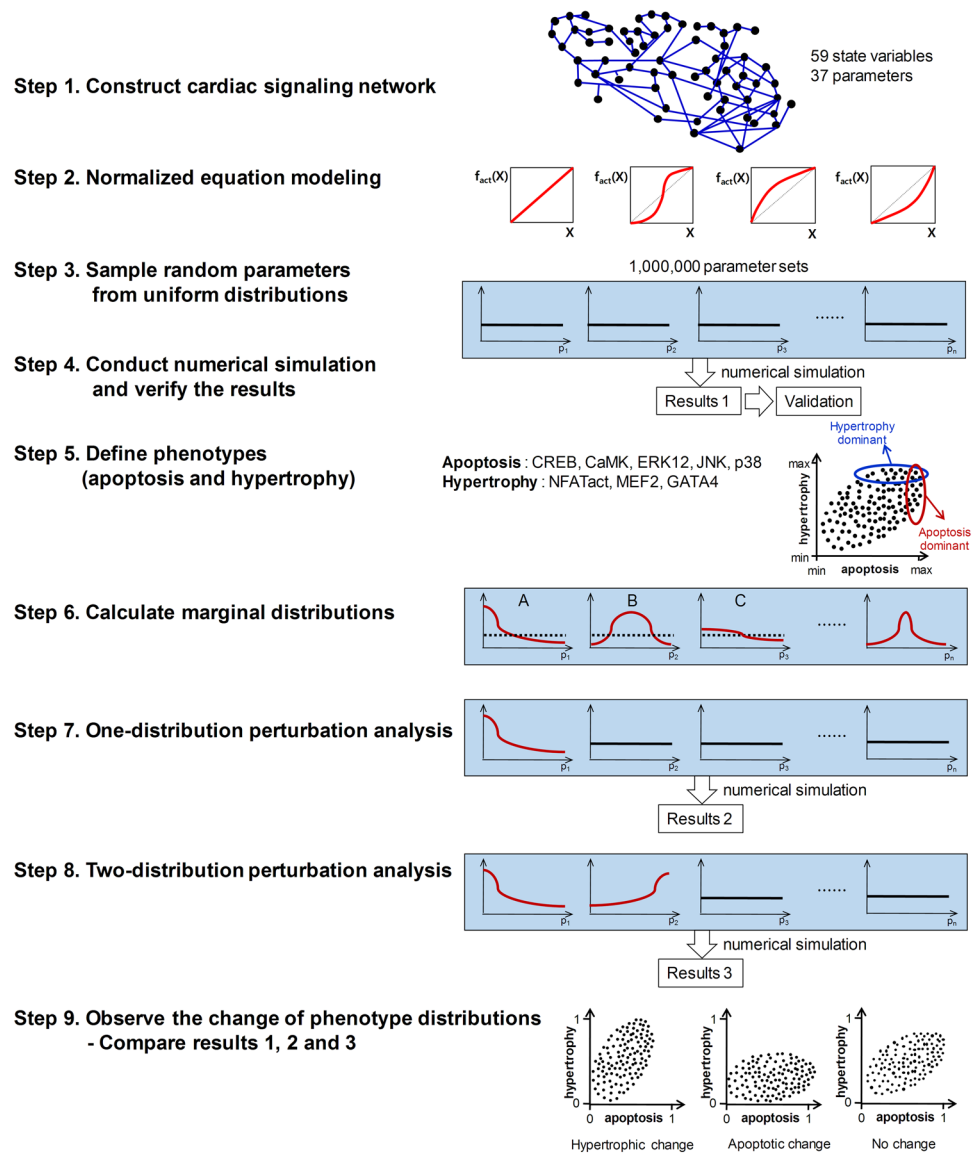 59 state variables
37 parameters
Step 1. Construct cardiac signaling network
Step 2. Normalized equation modeling
fact(X)
X
fact(X)
X
fact(X)
X
fact(X)
X
Step 3. Sample random parameters
from uniform distributions
1,000,000 parameter sets
p1
p2
p3
......
pn
Step 4. Conduct numerical simulation
and verify the results
numerical simulation
Results 1
Validation
Step 5. Define phenotypes
(apoptosis and hypertrophy)
Apoptosis : CREB, CaMK, ERK12, JNK, p38
Hypertrophy : NFATact, MEF2, GATA4
Hypertrophy
dominant
max
hypertrophy
min
min
apoptosis
max
Apoptosis
dominant
Step 6. Calculate marginal distributions
A
p1
B
p2
C
p3
......
pn
Step 7. One-distribution perturbation analysis
p1
p2
p3
......
pn
numerical simulation
Results 2
Step 8. Two-distribution perturbation analysis
p1
p2
p3
......
pn
numerical simulation
Results 3
Step 9. Observe the change of phenotype distributions
- Compare results 1, 2 and 3
1
hypertrophy
0
0
apoptosis
1
Hypertrophic change
1
hypertrophy
0
0
apoptosis
1
Apoptotic change
1
hypertrophy
0
0
apoptosis
1
No change